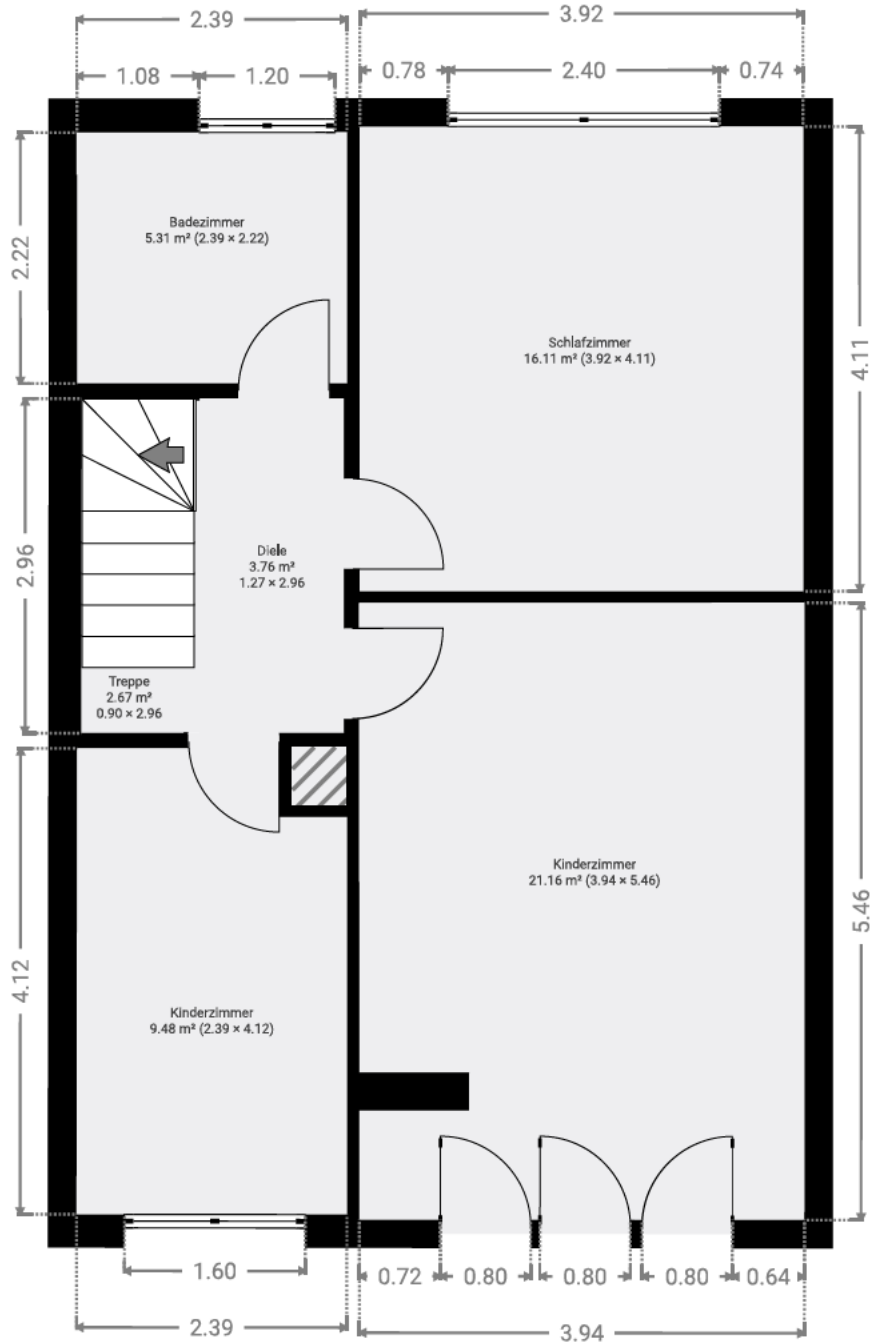 2.39
3.92
1.08
1.20
0.78
2.40
0.74
2.22
Badezimmer
5.31 m² (2.39 × 2.22)
Schlafzimmer
16.11 m² (3.92 × 4.11)
4.11
2.96
Diele
3.76 m²
1.27 × 2.96
Treppe
2.67 m²
0.90 × 2.96
Kinderzimmer
21.16 m² (3.94 × 5.46)
5.46
4.12
Kinderzimmer
9.48 m² (2.39 × 4.12)
1.60
0.72
0.80
0.80
0.80
0.64
2.39
3.94